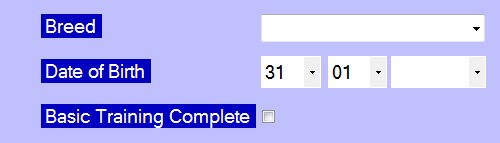 Breed
Date of Birth 31 01
Basic Training Complete